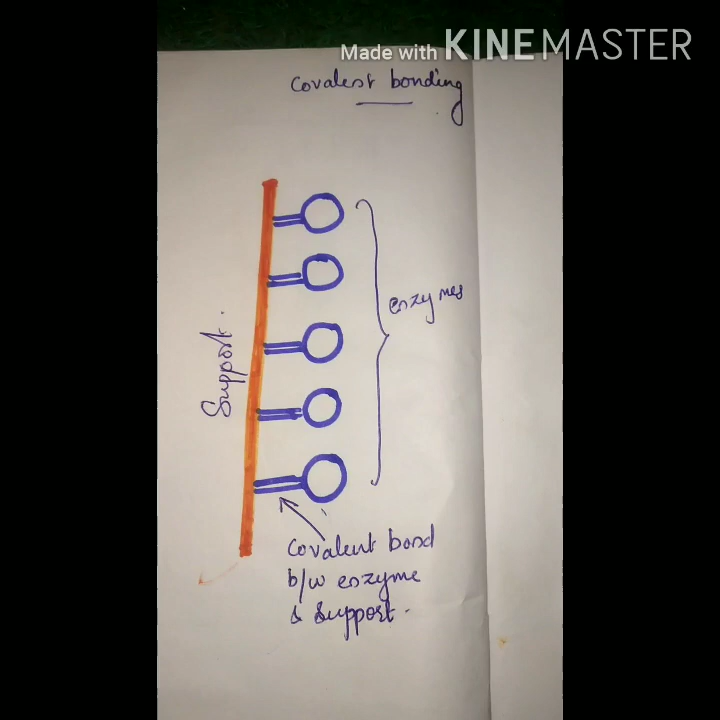 Made with KINEMASTER
Covalent bonding
enzymes
Support.
Covalent bond
b/w enzyme
& Support.